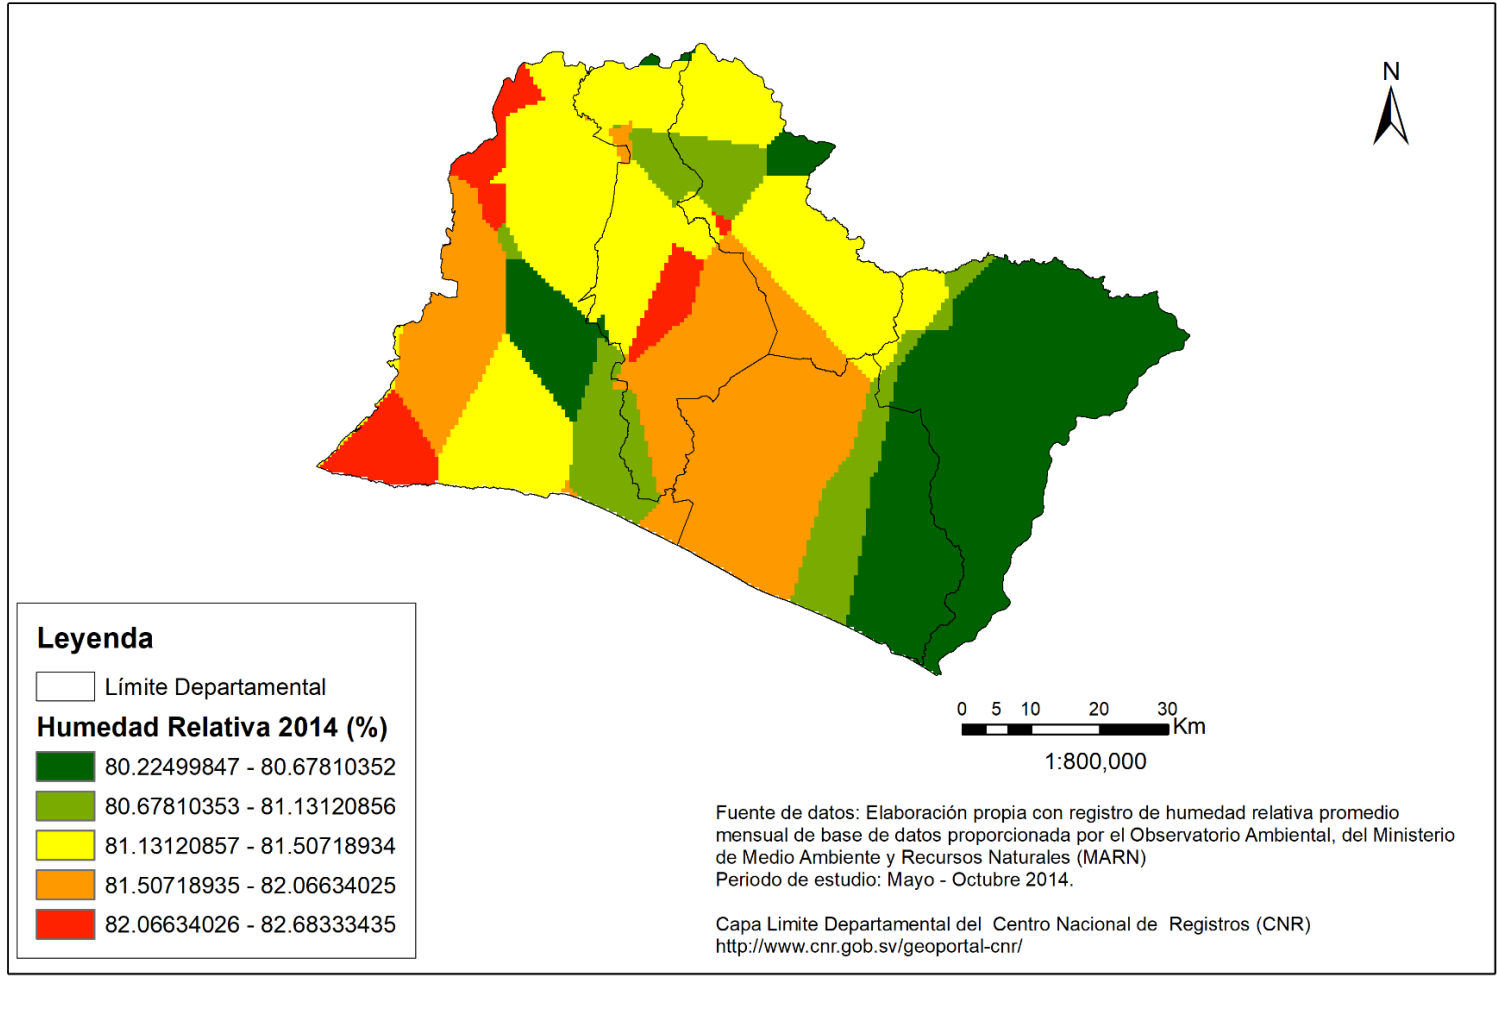 N
Leyenda
Límite Departamental
Humedad Relativa 2014 (%)
80.22499847 - 80.67810352
80.67810353 - 81.13120856
81.13120857 - 81.50718934
81.50718935 - 82.06634025
82.06634026 - 82.68333435
0 5 10 20 30
Km
1:800,000
Fuente de datos: Elaboración propia con registro de humedad relativa promedio
mensual de base de datos proporcionada por el Observatorio Ambiental, del Ministerio
de Medio Ambiente y Recursos Naturales (MARN)
Periodo de estudio: Mayo - Octubre 2014.
Capa Limite Departamental del Centro Nacional de Registros (CNR)
http://www.cnr.gob.sv/geoportal-cnr/